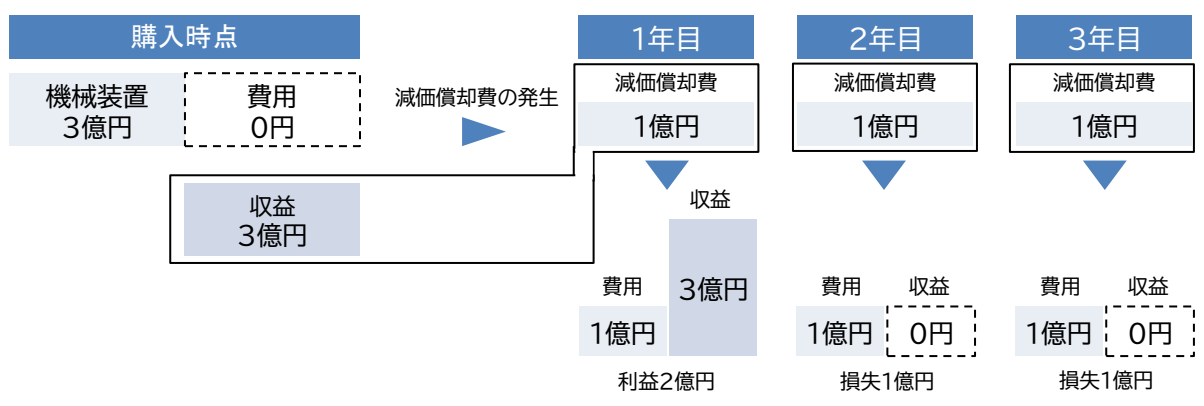 購入時点
機械装置
3億円
費用
0円
収益
3億円
減価償却費の発生
1年目
減価償却費
1億円
収益
3億円
費用
1億円
利益2億円
2年目
減価償却費
1億円
費用
1億円
収益
0円
損失1億円
3年目
減価償却費
1億円
費用
1億円
収益
0円
損失1億円